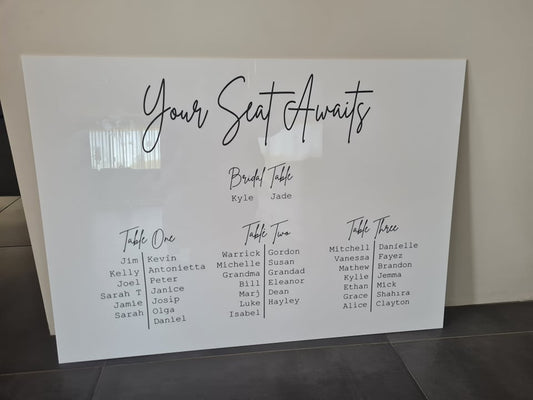 Your Seat Awaits
Bridal Table
Kyle Jade
Table One
Jim Kevin
Kelly Antonietta
Joel Peter
Sarah T Janice
Jamie Josip
Sarah Olga
Daniel
Table Two
Warrick Gordon
Michelle Susan
Grandma Grandad
Bill Eleanor
Marj Dean
Luke Hayley
Isabel
Table Three
Mitchell Danielle
Vanessa Fayez
Mathew Brandon
Kylie Jemma
Ethan Mick
Grace Shahira
Alice Clayton